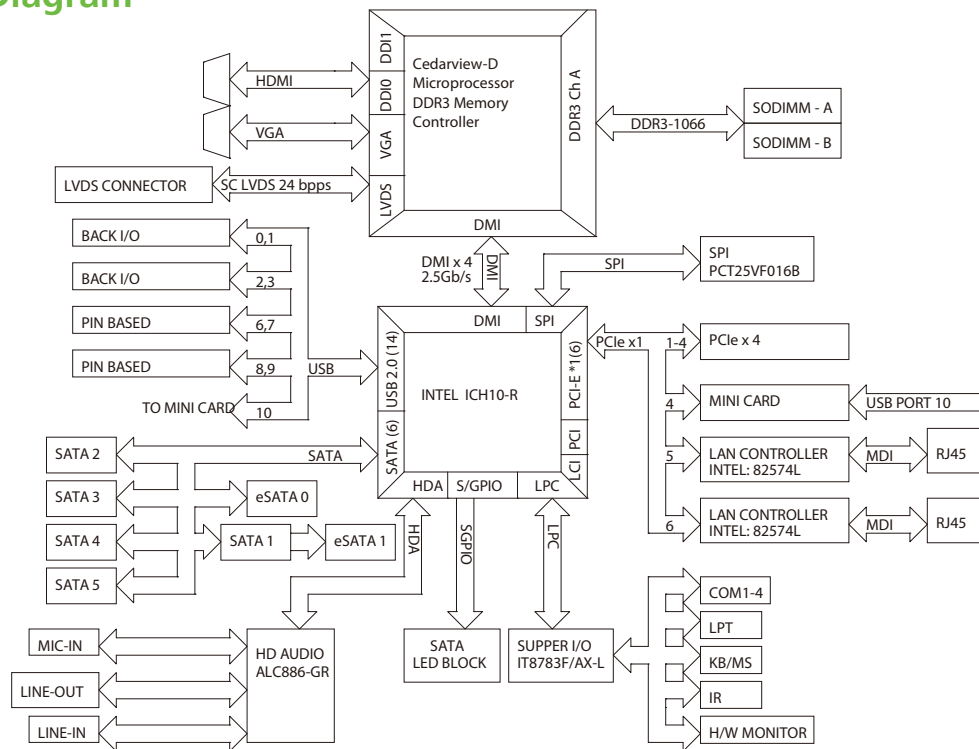 Diagram
DDI1
DDI0
VGA
LVDS
Cedarview-D
Microprocessor
DDR3 Memory
Controller
DDR3 Ch A
DMI
HDMI
VGA
LVDS CONNECTOR
SC LVDS 24 bpps
DDR3-1066
SODIMM - A
SODIMM - B
BACK I/O
0,1
BACK I/O
2,3
PIN BASED
6,7
PIN BASED
8,9
TO MINI CARD
10
USB
DMI x 4
2.5Gb/s
DMI
SPI
SPI
PCT25VF016B
DMI
SPI
USB 2.0 (14)
SATA (6)
INTEL ICH10-R
PCI-E *1(6)
PCI
LCI
HDA
S/GPIO
LPC
PCIe x1
1-4
PCIe x 4
4
MINI CARD
USB PORT 10
5
LAN CONTROLLER
INTEL: 82574L
MDI
RJ45
6
LAN CONTROLLER
INTEL: 82574L
MDI
RJ45
SATA 2
SATA
SATA 3
eSATA 0
SATA 4
SATA 1
eSATA 1
SATA 5
HDA
SGPIO
LPC
MIC-IN
LINE-OUT
LINE-IN
HD AUDIO
ALC886-GR
SATA
LED BLOCK
SUPPER I/O
IT8783F/AX-L
COM1-4
LPT
KB/MS
IR
H/W MONITOR